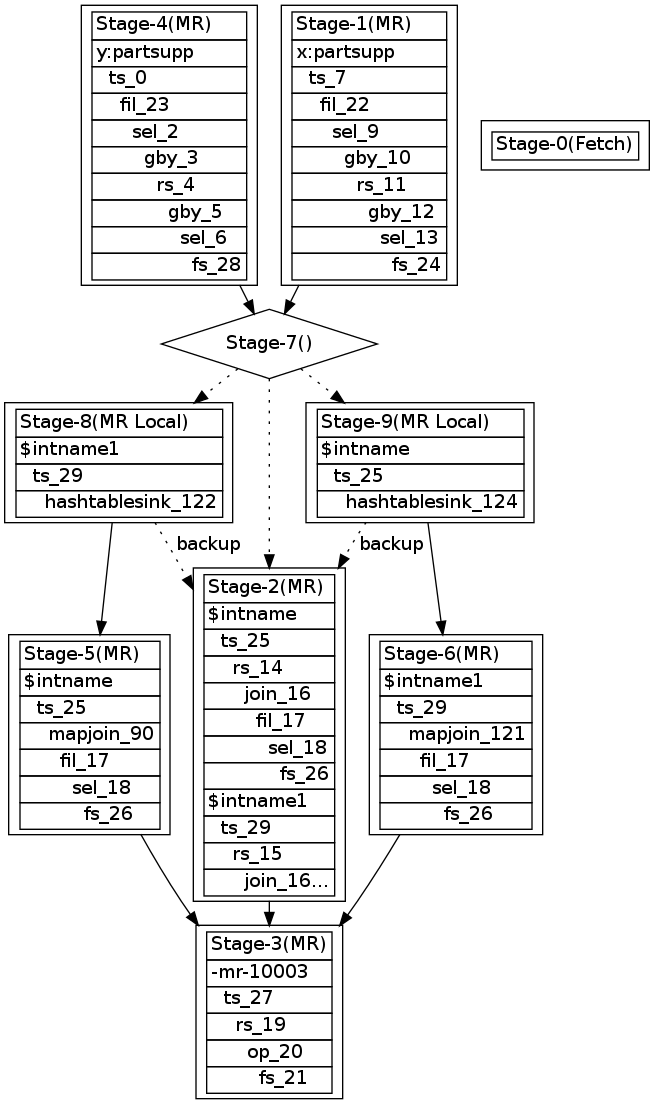 Stage-4(MR)
y:partsupp
ts_0
fil_23
sel_2
gby_3
rs_4
gby_5
sel_6
fs_28
Stage-1(MR)
x:partsupp
ts_7
fil_22
sel_9
gby_10
rs_11
gby_12
sel_13
fs_24
Stage-0(Fetch)
Stage-7()
Stage-8(MR Local)
$intname1
ts_29
hashtablesink_122
Stage-9(MR Local)
$intname
ts_25
hashtablesink_124
backup
backup
Stage-5(MR)
$intname
ts_25
mapjoin_90
fil_17
sel_18
fs_26
Stage-2(MR)
$intname
ts_25
rs_14
join_16
fil_17
sel_18
fs_26
$intname1
ts_29
rs_15
join_16...
Stage-6(MR)
$intname1
ts_29
mapjoin_121
fil_17
sel_18
fs_26
Stage-3(MR)
-mr-10003
ts_27
rs_19
op_20
fs_21